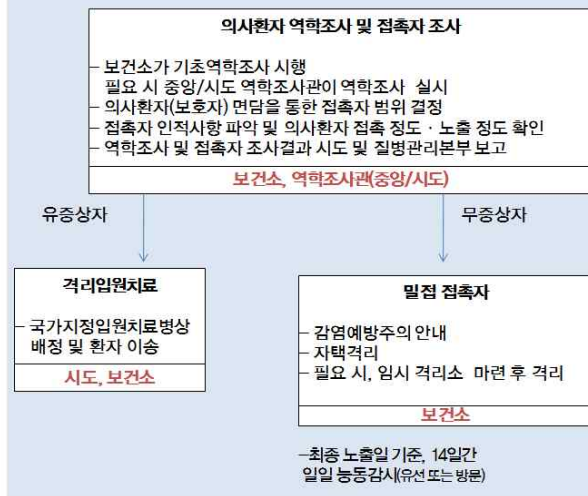 의사환자 역학조사 및 접촉자 조사
– 보건소가 기초역학조사 시행
필요 시 중앙/시도 역학조사관이 역학조사 실시
– 의사환자(보호자) 면담을 통한 접촉자 범위 결정
– 접촉자 인적사항 파악 및 의사환자 접촉 정도 · 노출 정도 확인
– 역학조사 및 접촉자 조사결과 시도 및 질병관리본부 보고
보건소, 역학조사관(중앙/시도)
유증상자
무증상자
격리입원치료
– 국가지정입원치료병상
배정 및 환자 이송
시도, 보건소
밀접 접촉자
– 감염예방주의 안내
– 자택격리
– 필요 시, 임시 격리소 마련 후 격리
보건소
–최종 노출일 기준, 14일간
일일 능동감시(유선 또는 방문)